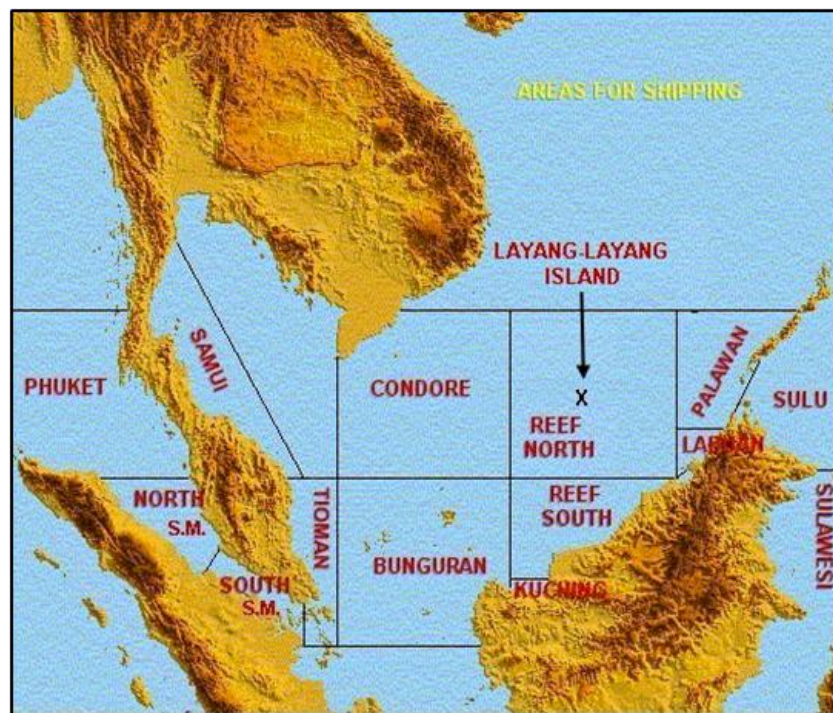 AREAS FOR SHIPPING
LAYANG-LAYANG
ISLAND
X
PHUKET
SAMUI
CONDORE
REEF
NORTH
PALAWAN
SULU
LABUAN
NORTH
S.M.
SOUTH
S.M.
TIOMAN
BUNGURAN
REEF
SOUTH
KUCHING
SULAWESI